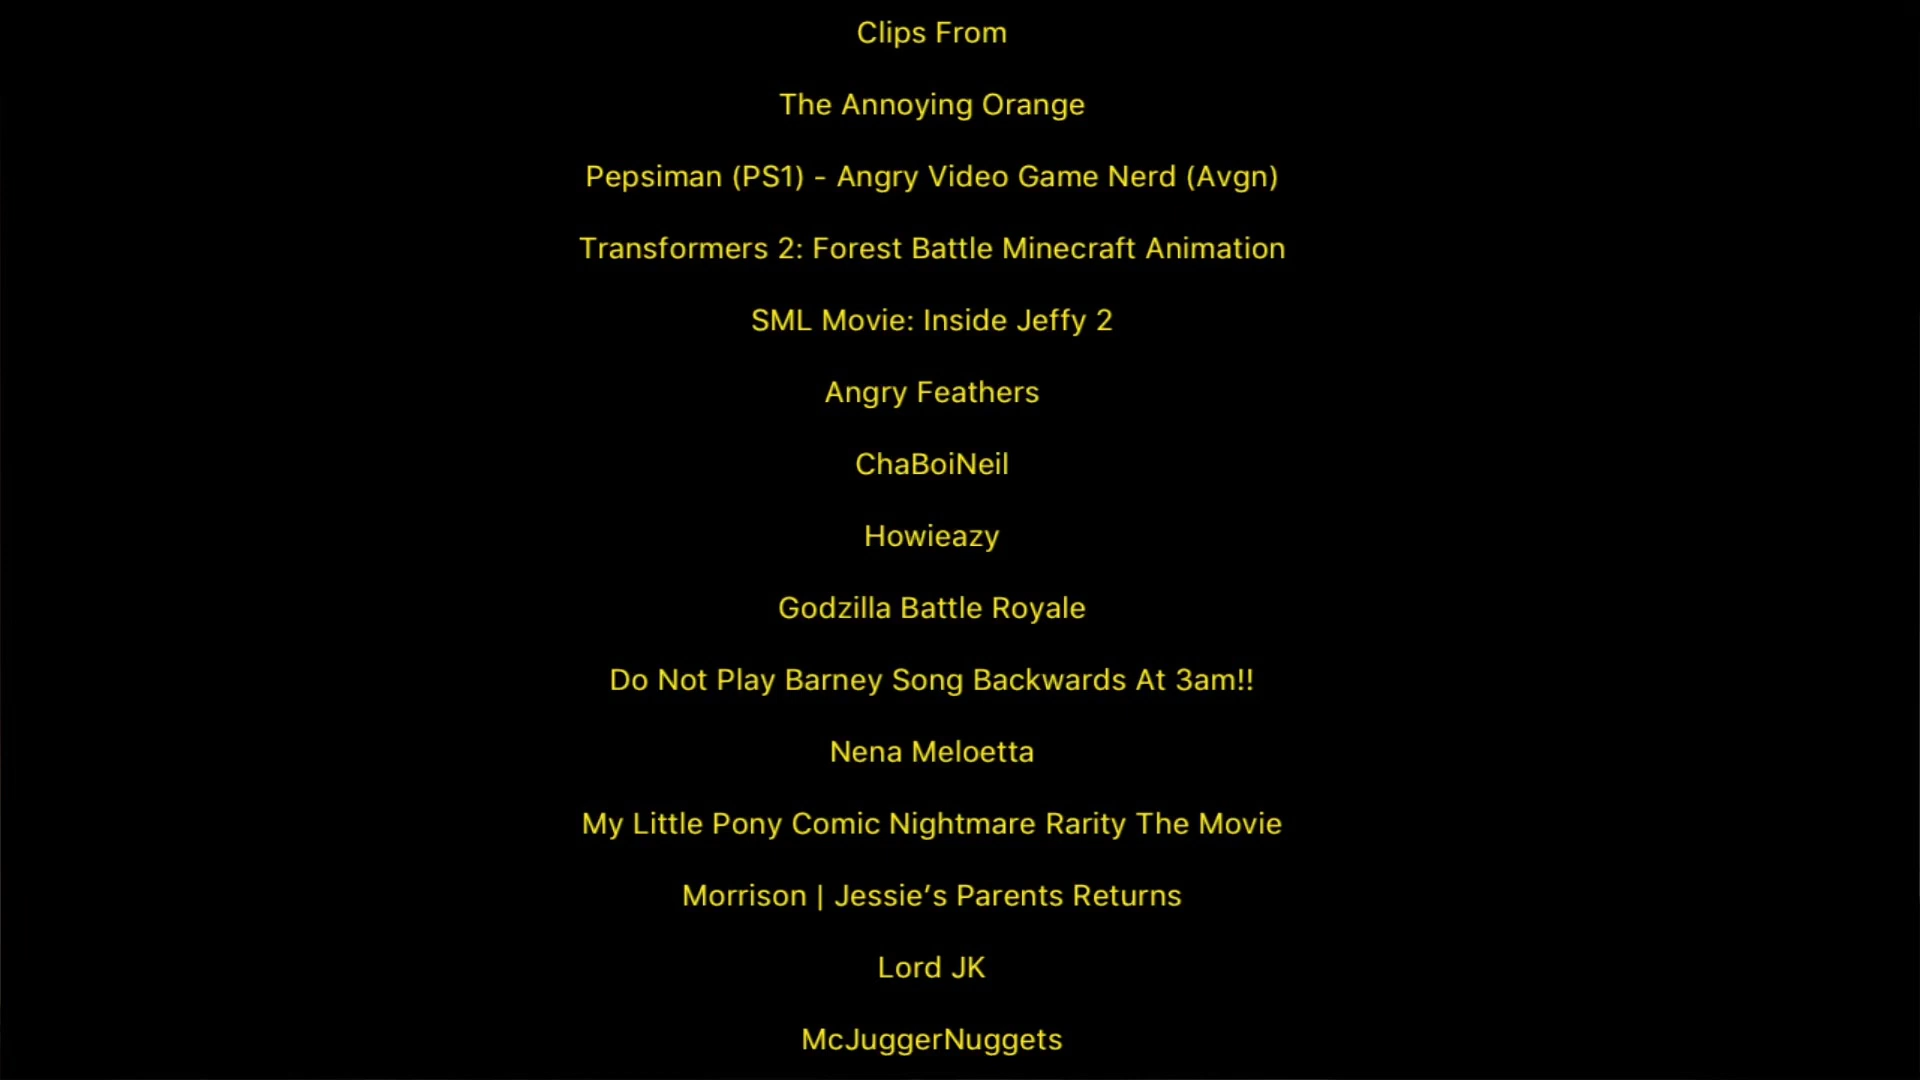 Clips From
The Annoying Orange
Pepsiman (PS1) - Angry Video Game Nerd (Avgn)
Transformers 2: Forest Battle Minecraft Animation
SML Movie: Inside Jeffy 2
Angry Feathers
ChaBoiNeil
Howieazy
Godzilla Battle Royale
Do Not Play Barney Song Backwards At 3am!!
Nena Meloetta
My Little Pony Comic Nightmare Rarity The Movie
Morrison | Jessie’s Parents Returns
Lord JK
McJuggerNuggets